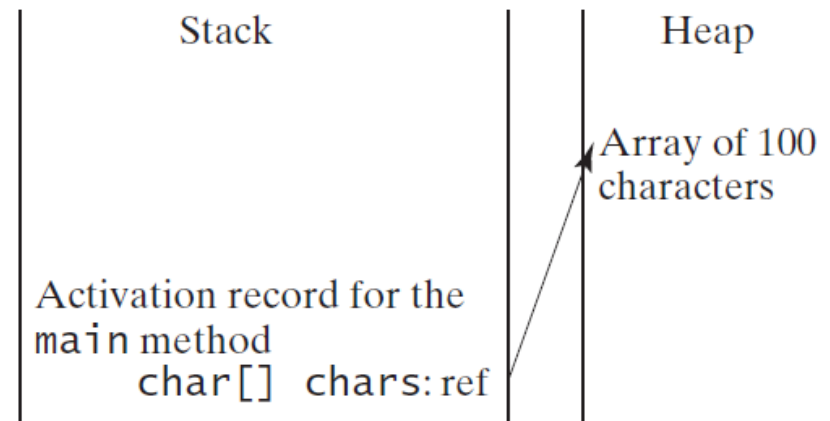 Stack
Heap
Array of 100
characters
Activation record for the
main method
char[] chars: ref